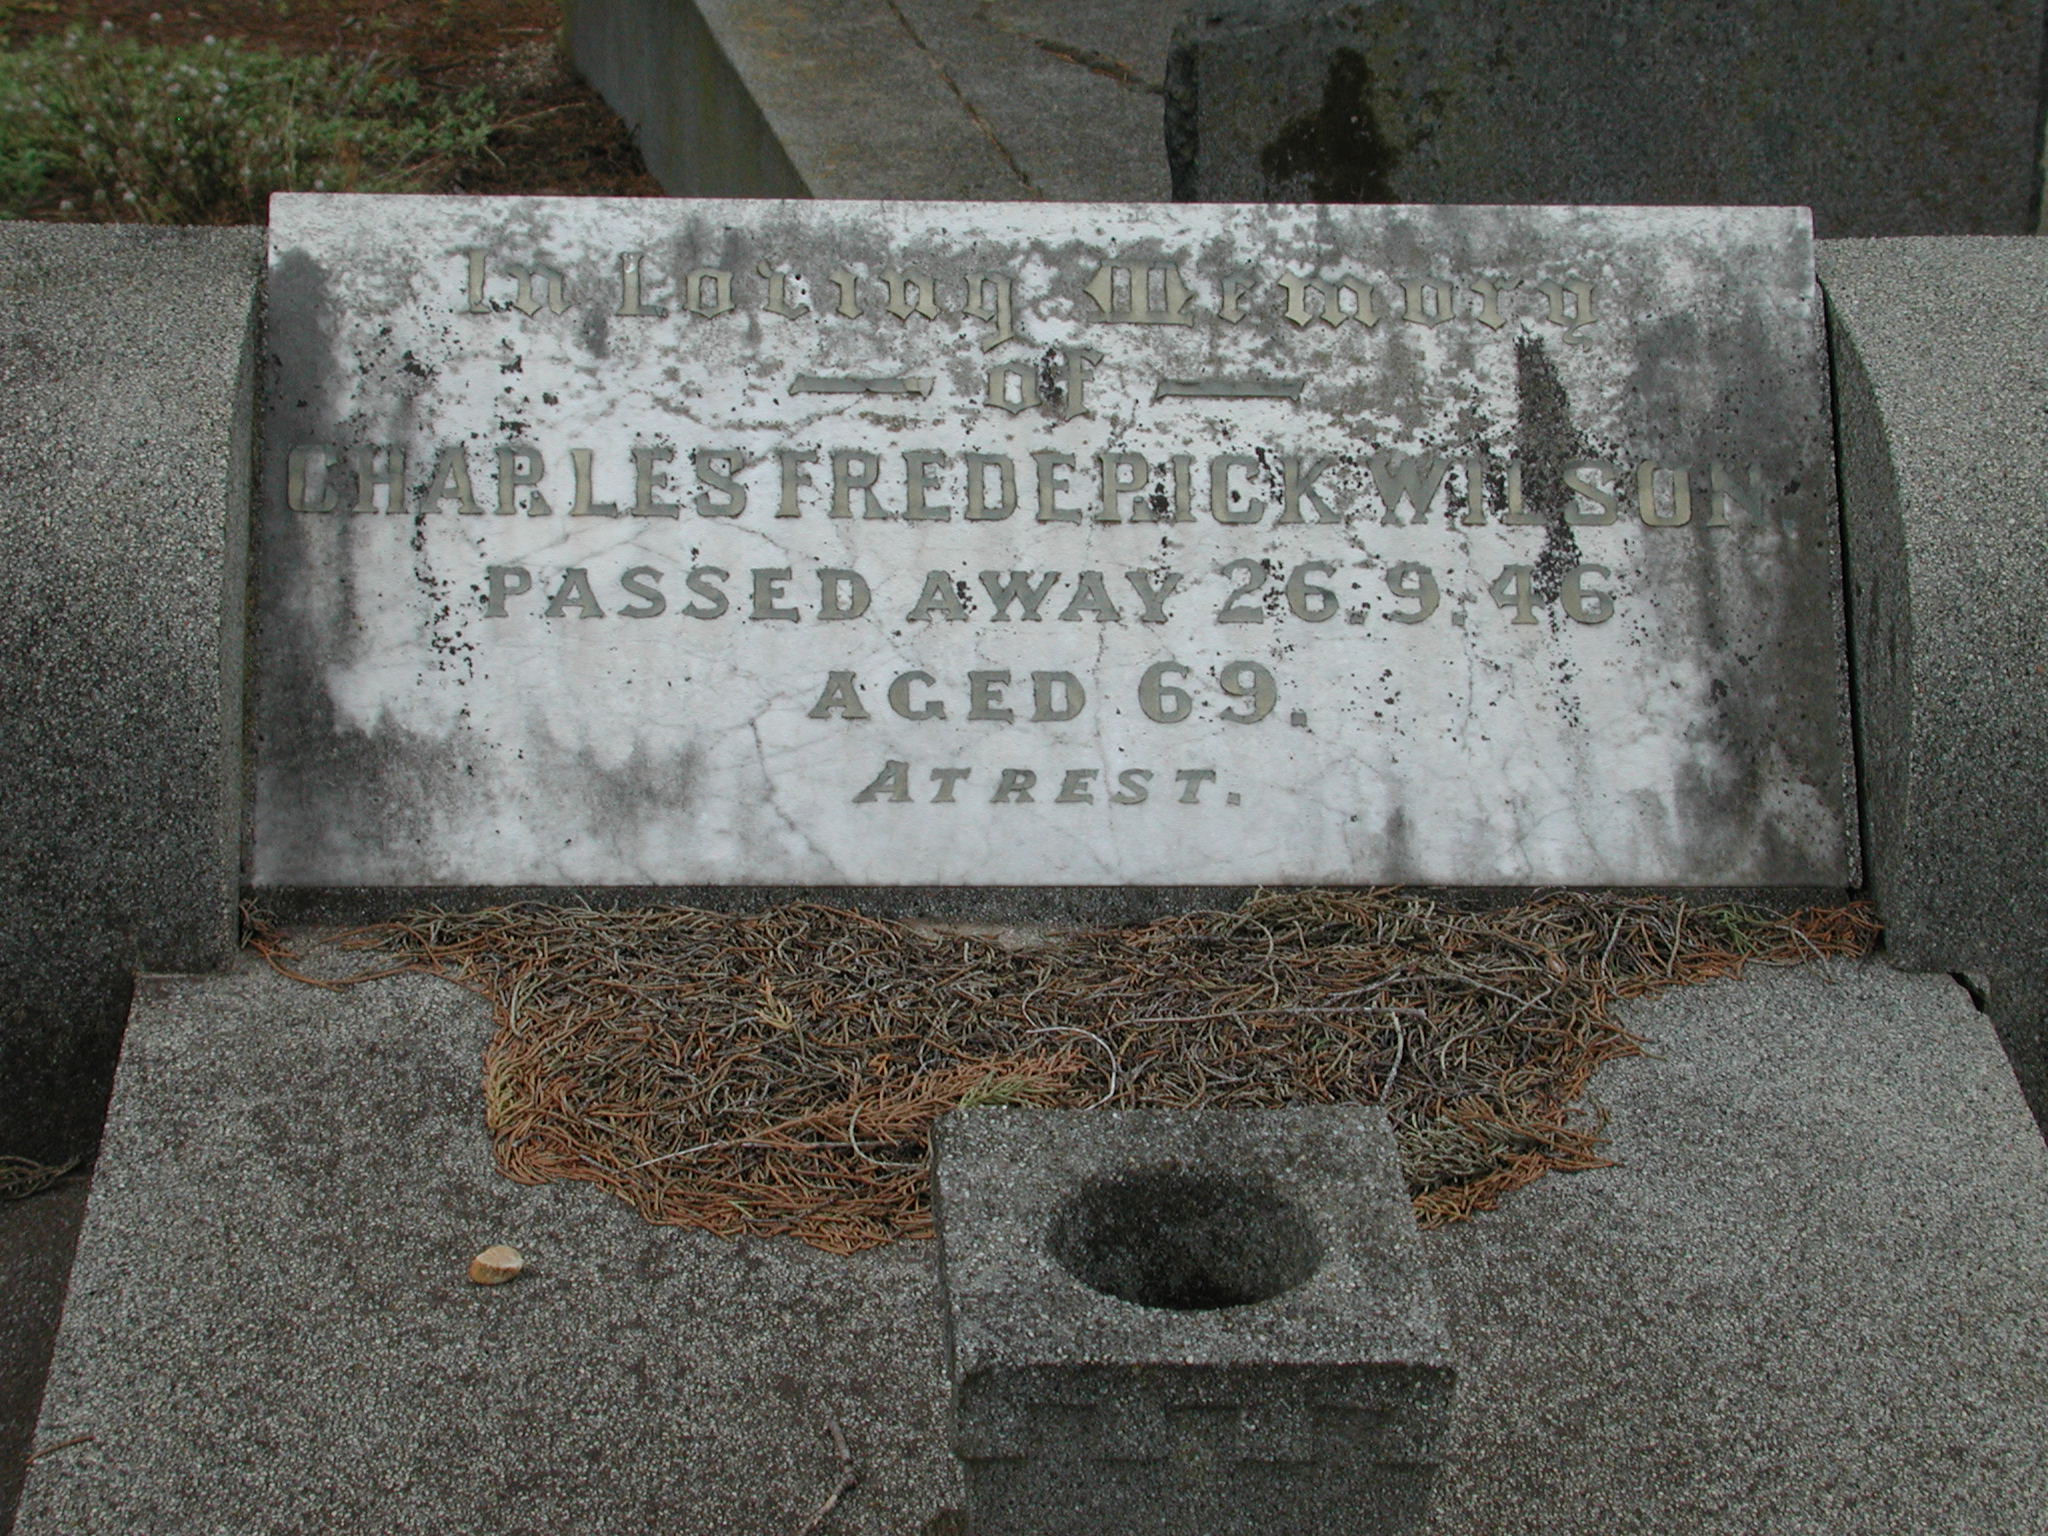 In Loving Memory
— of —
CHARLES FREDERICK WILSON
PASSED AWAY 26.9.46
AGED 69.
AT REST.